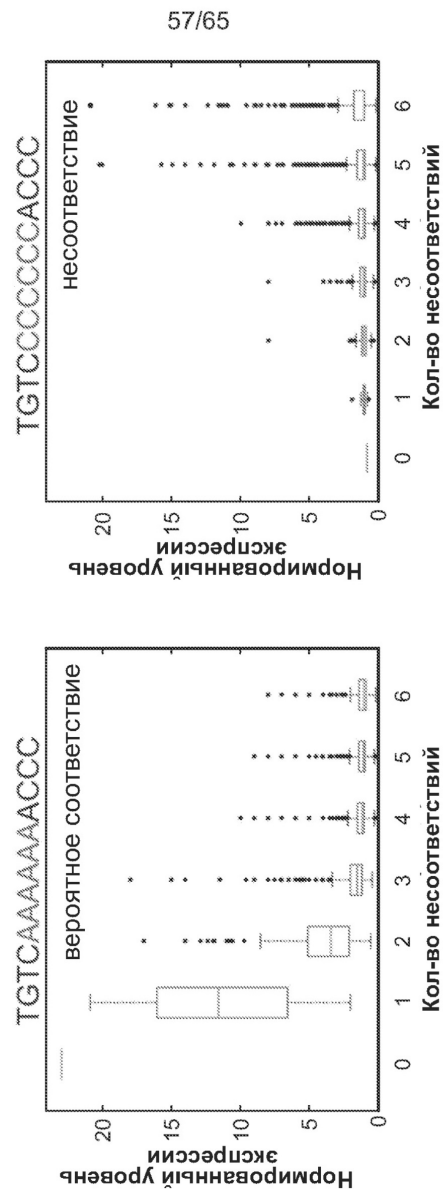 57/65
TGTCAAAAAAACCC
вероятное соответствие
20
15
10
5
0
Нормированный уровень
экспрессии
0 1 2 3 4 5 6
Кол-во несоответствий
TGTCCCCCCCACCC
несоответствие
20
15
10
5
0
Нормированный уровень
экспрессии
0 1 2 3 4 5 6
Кол-во несоответствий